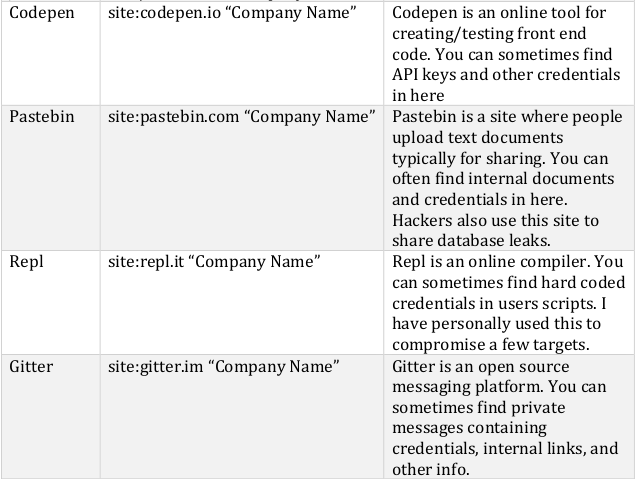 Codepen site:codepen.io “Company Name” Codepen is an online tool for
creating/testing front end
code. You can sometimes find
API keys and other credentials
in here
Pastebin site:pastebin.com “Company Name” Pastebin is a site where people
upload text documents
typically for sharing. You can
often find internal documents
and credentials in here.
Hackers also use this site to
share database leaks.
Repl site:repl.it “Company Name” Repl is an online compiler. You
can sometimes find hard coded
credentials in users scripts. I
have personally used this to
compromise a few targets.
Gitter site:gitter.im “Company Name” Gitter is an open source
messaging platform. You can
sometimes find private
messages containing
credentials, internal links, and
other info.